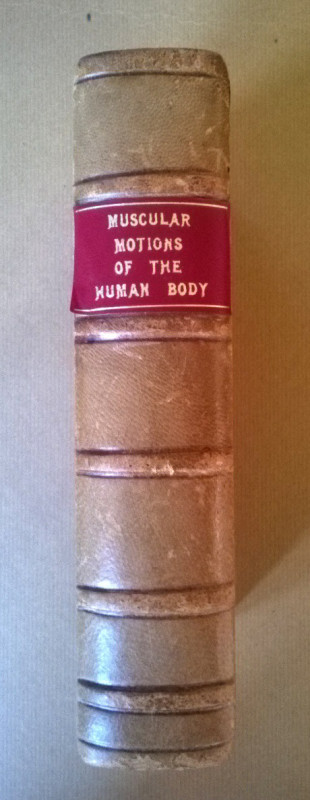 MUSCULAR
MOTIONS
OF THE
HUMAN BODY